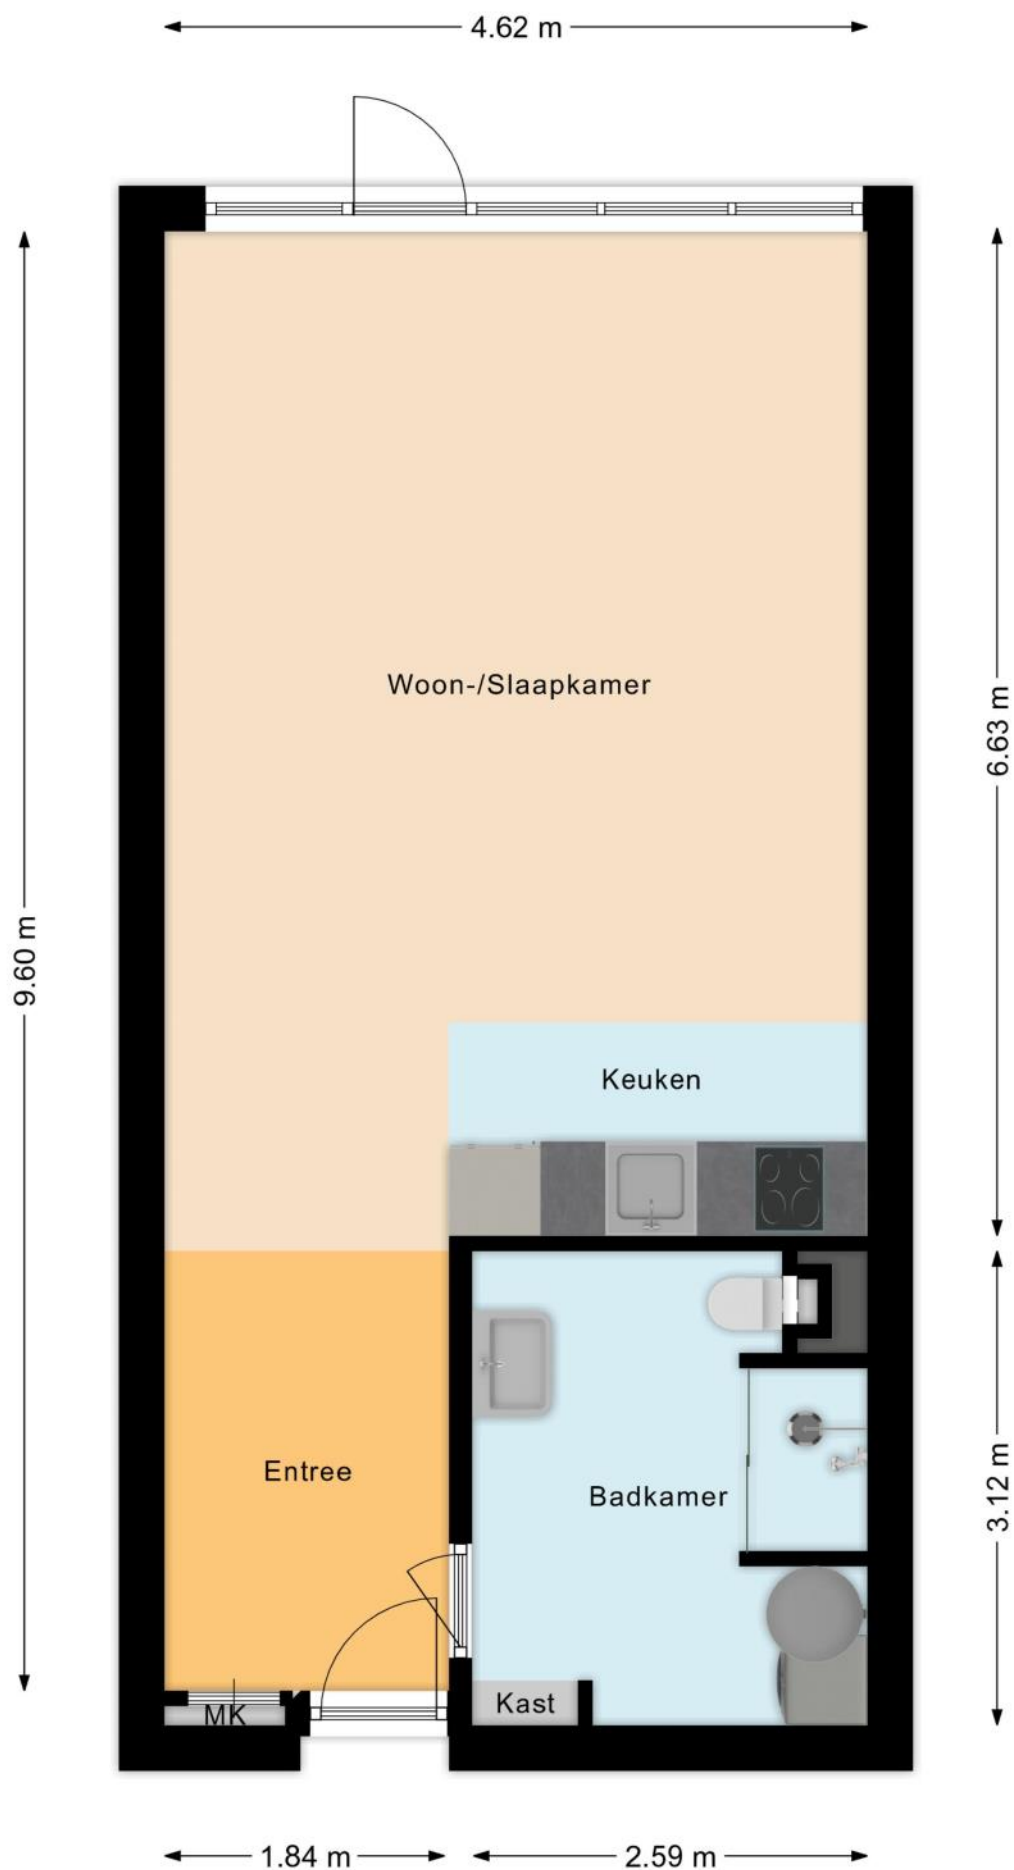 4.62 m
Woon-/Slaapkamer
6.63 m
9.60 m
Keuken
Entree
Badkamer
3.12 m
Kast
MK
1.84 m
2.59 m